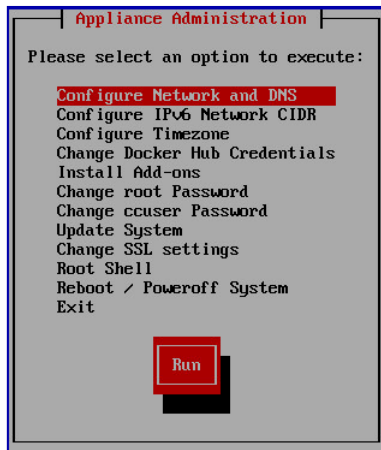 Appliance Administration
Please select an option to execute:
Configure Network and DNS
Configure IPv6 Network CIDR
Configure Timezone
Change Docker Hub Credentials
Install Add-ons
Change root Password
Change ccuser Password
Update System
Change SSL settings
Root Shell
Reboot / Poweroff System
Exit
Run